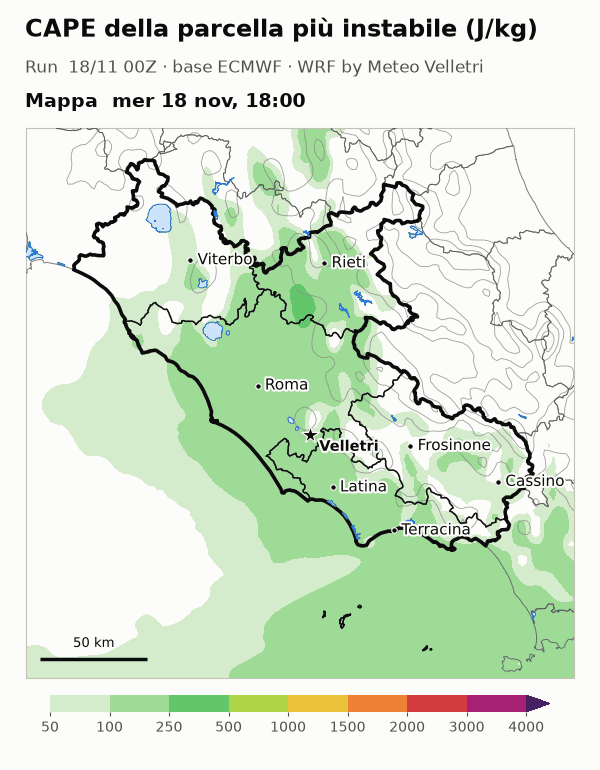 CAPE della parcella più instabile (J/kg)
Run  18/11 00Z · base ECMWF · WRF by Meteo Velletri
Mappa  mer 18 nov, 18:00
Viterbo
Rieti
Roma
Velletri
Frosinone
Cassino
Latina
Terracina
50 km
50 100 250 500 1000 1500 2000 3000 4000